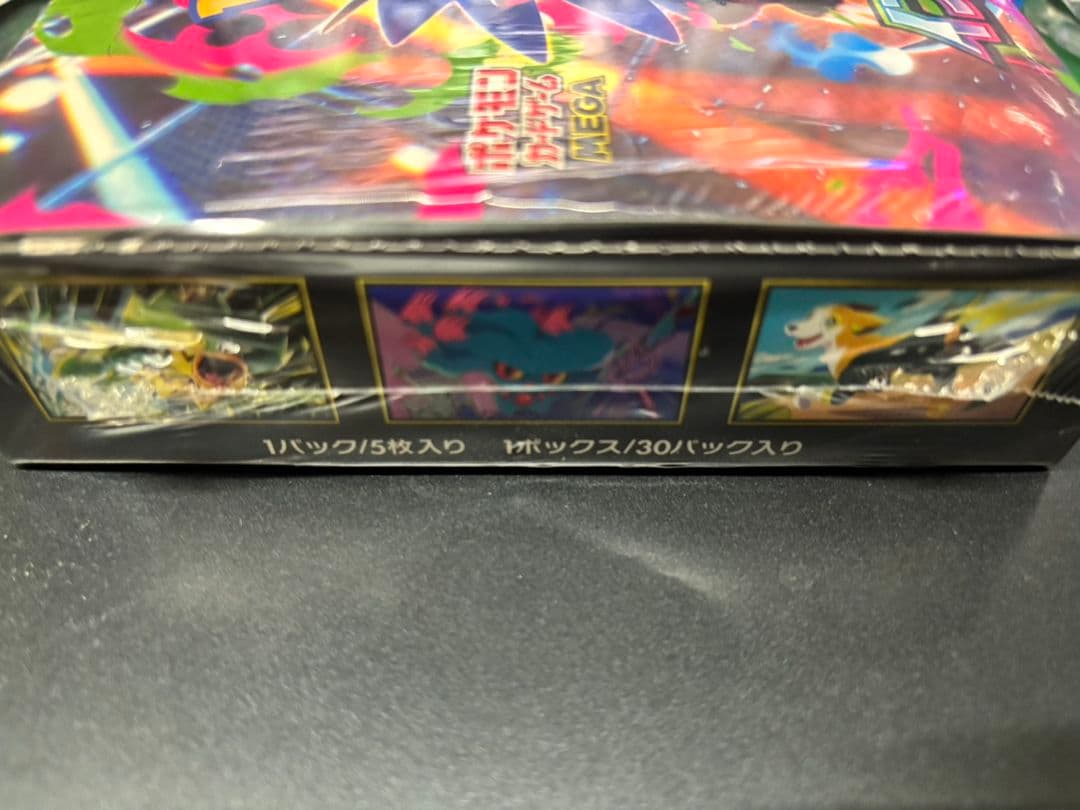 ポケモン
カードゲーム
MEGA
1パック/5枚入り 1ボックス/30パック入り